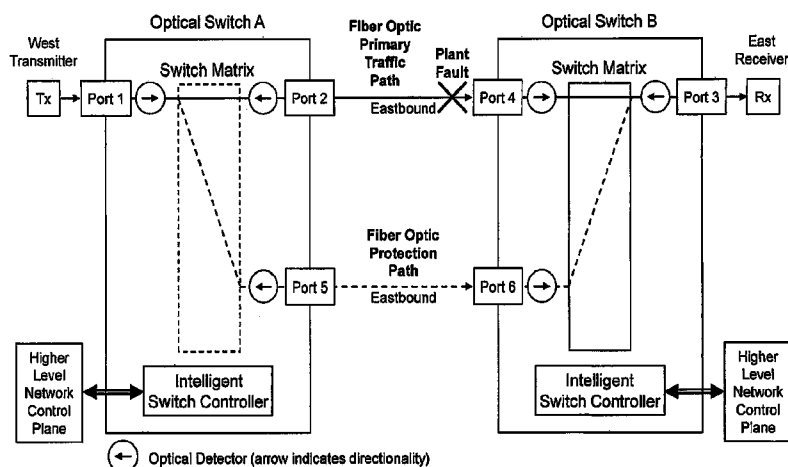 Optical Switch A
Optical Switch B
West
Transmitter
Fiber Optic
Primary
Traffic
Path
Plant
Fault
East
Receiver
Switch Matrix
Switch Matrix
Tx
Port 1
Port 2
Eastbound
Port 4
Port 3
Rx
Fiber Optic
Protection
Path
Port 5
Eastbound
Port 6
Higher
Level
Network
Control
Plane
Intelligent
Switch Controller
Intelligent
Switch Controller
Higher
Level
Network
Control
Plane
Optical Detector (arrow indicates directionality)